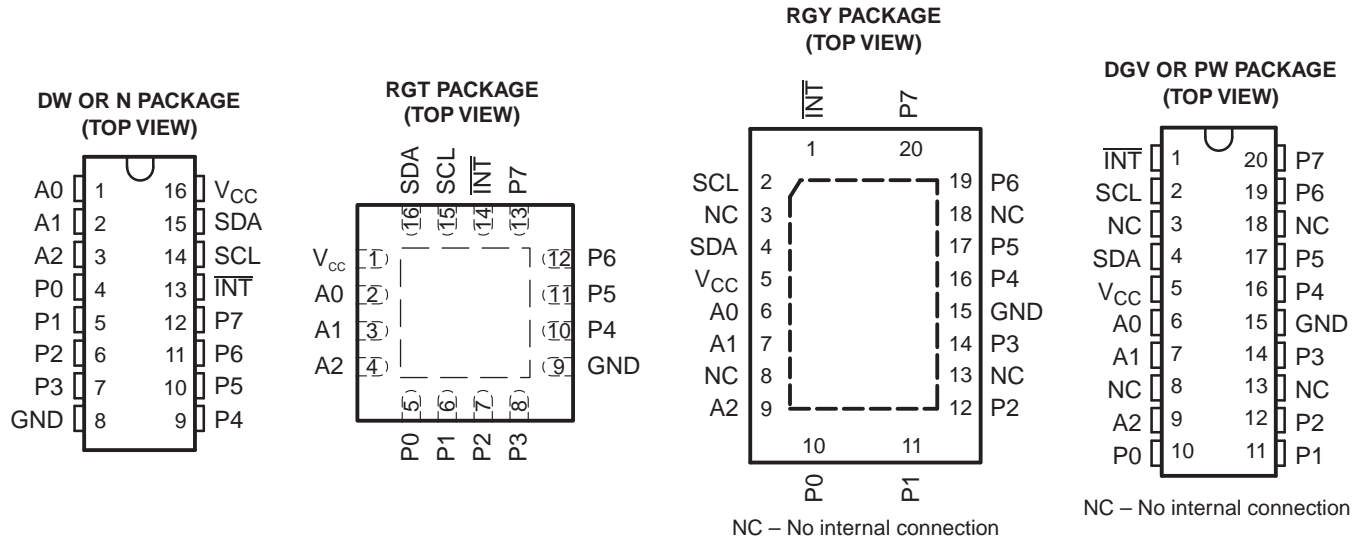 DW OR N PACKAGE
(TOP VIEW)
A0 1 16 VCC
A1 2 15 SDA
A2 3 14 SCL
P0 4 13 INT
P1 5 12 P7
P2 6 11 P6
P3 7 10 P5
GND 8 9 P4
RGT PACKAGE
(TOP VIEW)
SDA SCL INT P7
16 15 14 13
VCC 1 12 P6
A0 2 11 P5
A1 3 10 P4
A2 4 9 GND
5 6 7 8
P0 P1 P2 P3
RGY PACKAGE
(TOP VIEW)
INT P7
1 20
SCL 2 19 P6
NC 3 18 NC
SDA 4 17 P5
VCC 5 16 P4
A0 6 15 GND
A1 7 14 P3
NC 8 13 NC
A2 9 12 P2
10 11
P0 P1
NC – No internal connection
DGV OR PW PACKAGE
(TOP VIEW)
INT 1 20 P7
SCL 2 19 P6
NC 3 18 NC
SDA 4 17 P5
VCC 5 16 P4
A0 6 15 GND
A1 7 14 P3
NC 8 13 NC
A2 9 12 P2
P0 10 11 P1
NC – No internal connection